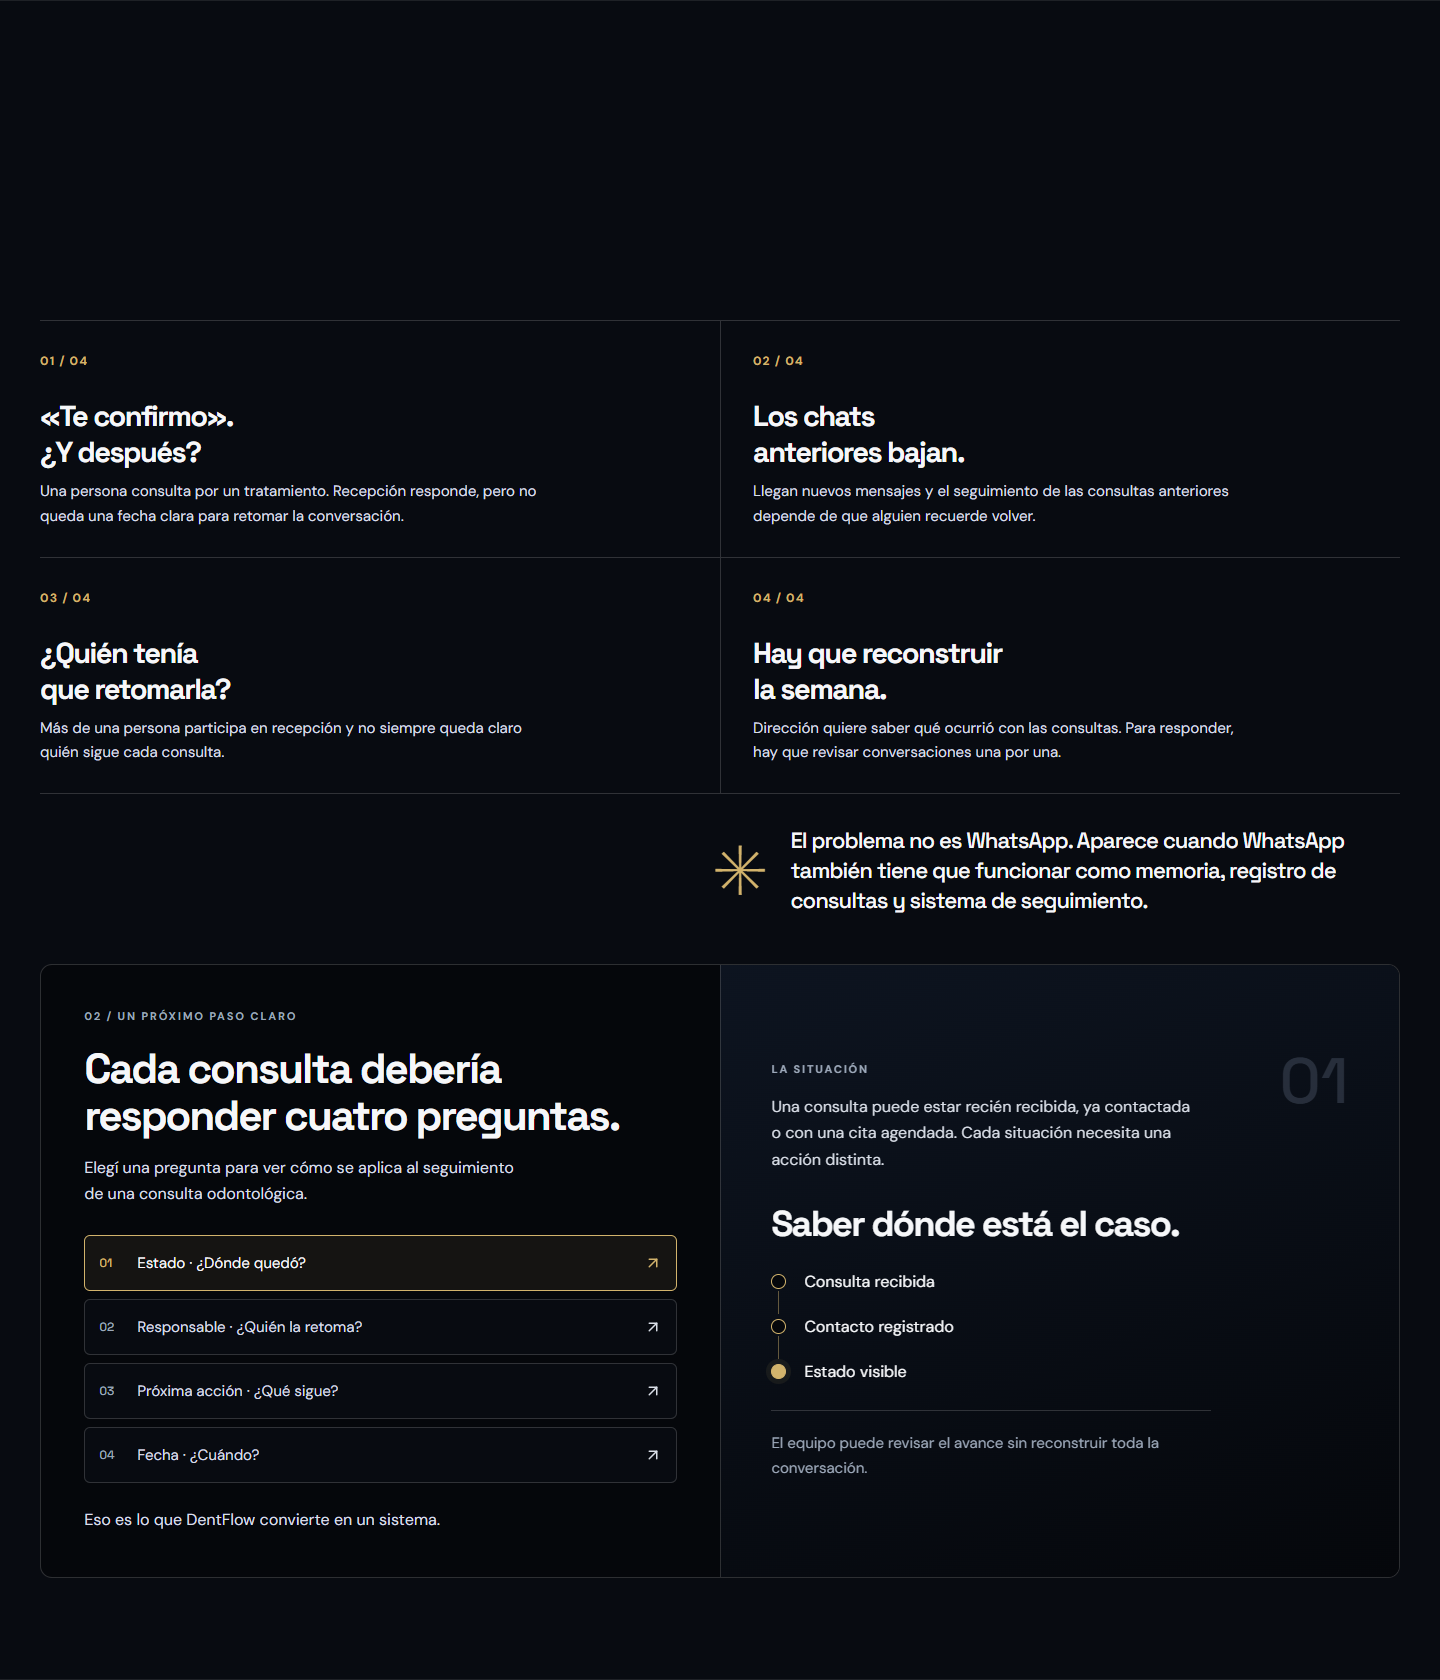 01 / 04
«Te confirmo».
¿Y después?
Una persona consulta por un tratamiento. Recepción responde, pero no
queda una fecha clara para retomar la conversación.
02 / 04
Los chats
anteriores bajan.
Llegan nuevos mensajes y el seguimiento de las consultas anteriores
depende de que alguien recuerde volver.
03 / 04
¿Quién tenía
que retomarla?
Más de una persona participa en recepción y no siempre queda claro
quién sigue cada consulta.
04 / 04
Hay que reconstruir
la semana.
Dirección quiere saber qué ocurrió con las consultas. Para responder,
hay que revisar conversaciones una por una.
El problema no es WhatsApp. Aparece cuando WhatsApp
también tiene que funcionar como memoria, registro de
consultas y sistema de seguimiento.
02 / UN PRÓXIMO PASO CLARO
Cada consulta debería
responder cuatro preguntas.
Elegí una pregunta para ver cómo se aplica al seguimiento
de una consulta odontológica.
01 Estado · ¿Dónde quedó?
02 Responsable · ¿Quién la retoma?
03 Próxima acción · ¿Qué sigue?
04 Fecha · ¿Cuándo?
Eso es lo que DentFlow convierte en un sistema.
01
LA SITUACIÓN
Una consulta puede estar recién recibida, ya contactada
o con una cita agendada. Cada situación necesita una
acción distinta.
Saber dónde está el caso.
Consulta recibida
Contacto registrado
Estado visible
El equipo puede revisar el avance sin reconstruir toda la
conversación.